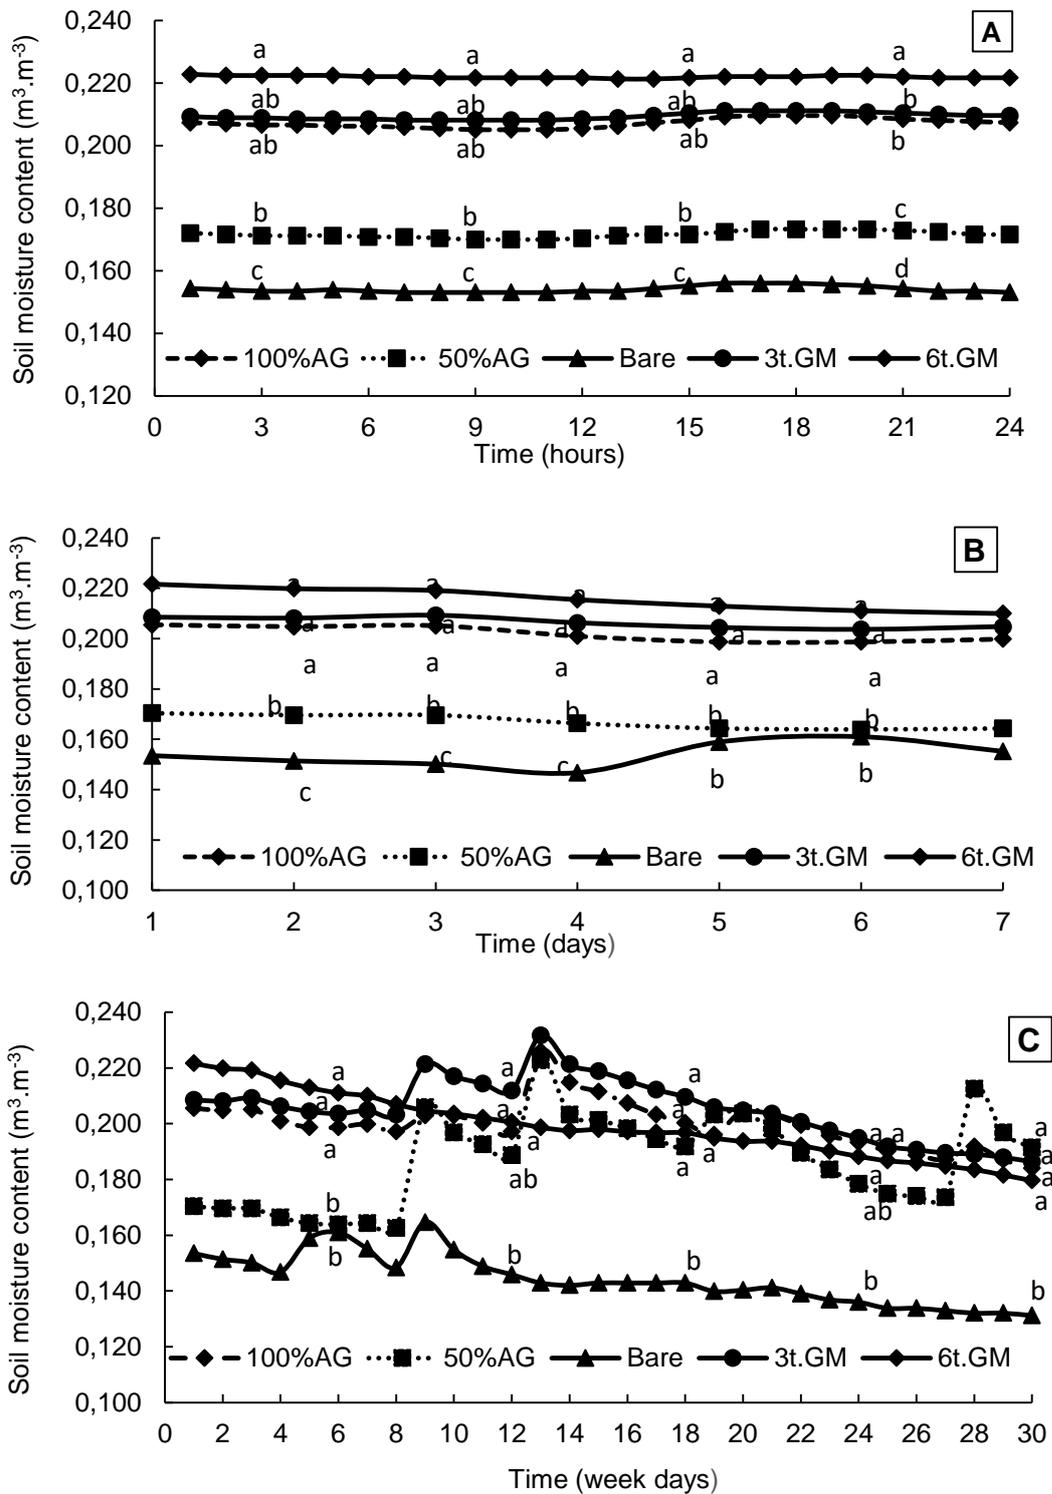 Soil moisture content (m³.m⁻³)
A
0,240
a a a a
0,220
ab ab ab b
0,200
ab ab ab b
0,180
b b b c
0,160
c c c d
0,140
100%AG 50%AG Bare 3t.GM 6t.GM
0,120
0 3 6 9 12 15 18 21 24
Time (hours)
Soil moisture content (m³.m⁻³)
B
0,240
0,220
a a a a a
0,200
a a a a a
a a a a a
0,180
b b b b b
0,160
c c b b
0,140
c
0,120
100%AG 50%AG Bare 3t.GM 6t.GM
0,100
1 2 3 4 5 6 7
Time (days)
Soil moisture content (m³.m⁻³)
C
0,240
0,220
a a a
0,200
a a a a a
a a a a a
0,180
ab a a
ab a
b
0,160
b b b b b
0,140
0,120
100%AG 50%AG Bare 3t.GM 6t.GM
0,100
0 2 4 6 8 10 12 14 16 18 20 22 24 26 28 30
Time (week days)